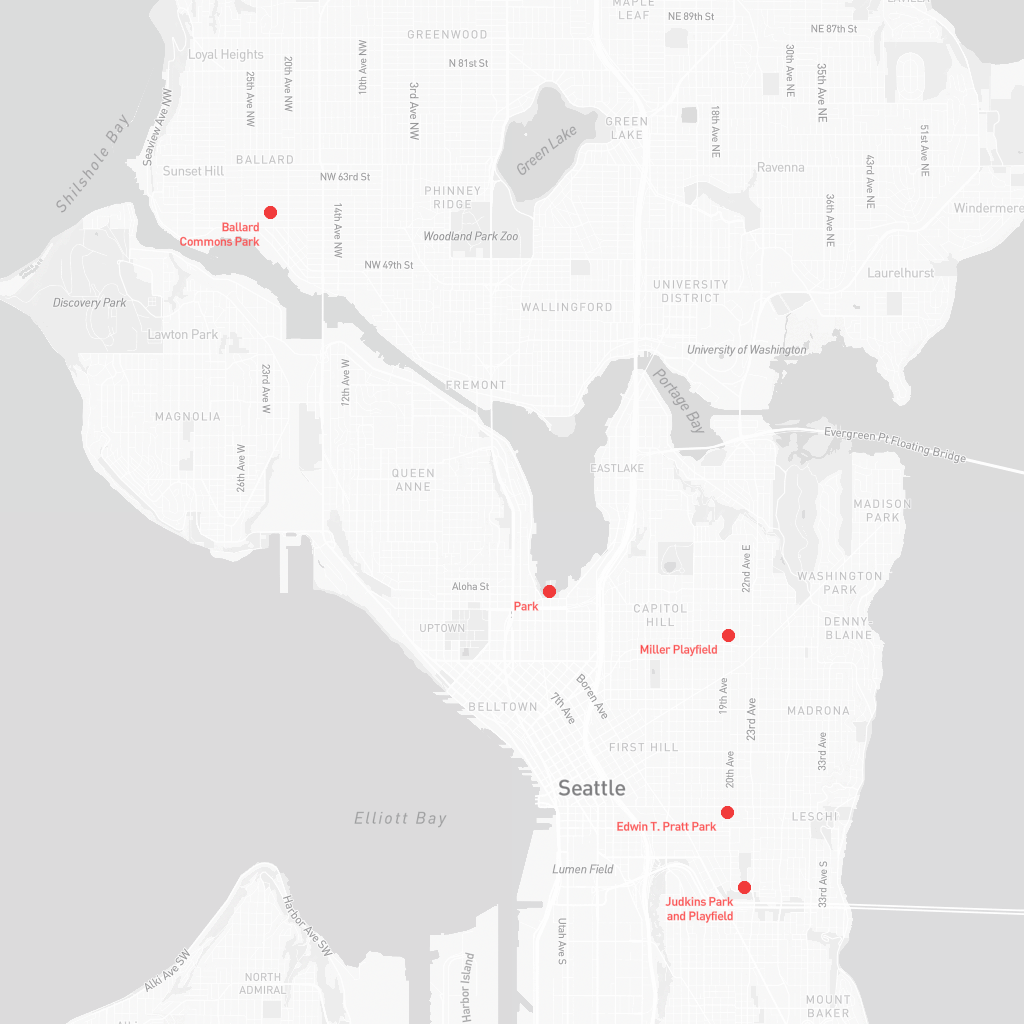 MAPLE
LEAF
NE 89th St
NE 87th St
GREENWOOD
Loyal Heights
N 81st St
10th Ave NW
20th Ave NW
25th Ave NW
3rd Ave NW
30th Ave NE
35th Ave NE
Seaview Ave NW
Shilshole Bay
GREEN
LAKE
Green Lake
18th Ave NE
51st Ave NE
BALLARD
Sunset Hill
NW 63rd St
Ravenna
43rd Ave NE
PHINNEY
RIDGE
36th Ave NE
Windermere
14th Ave NW
Ballard
Commons Park
Woodland Park Zoo
NW 49th St
Laurelhurst
UNIVERSITY
DISTRICT
Discovery Park
WALLINGFORD
Lawton Park
University of Washington
23rd Ave W
12th Ave W
FREMONT
Portage Bay
MAGNOLIA
Evergreen Pt Floating Bridge
26th Ave W
QUEEN
ANNE
EASTLAKE
MADISON
PARK
22nd Ave E
WASHINGTON
PARK
Aloha St
Park
CAPITOL
HILL
UPTOWN
DENNY-
BLAINE
Miller Playfield
Boren Ave
7th Ave
19th Ave
23rd Ave
BELLTOWN
MADRONA
FIRST HILL
33rd Ave
20th Ave
Seattle
Elliott Bay
Edwin T. Pratt Park
LESCHI
Lumen Field
33rd Ave S
Judkins Park
and Playfield
Harbor Ave SW
Utah Ave S
Alki Ave SW
Harbor Island
NORTH
ADMIRAL
MOUNT
BAKER